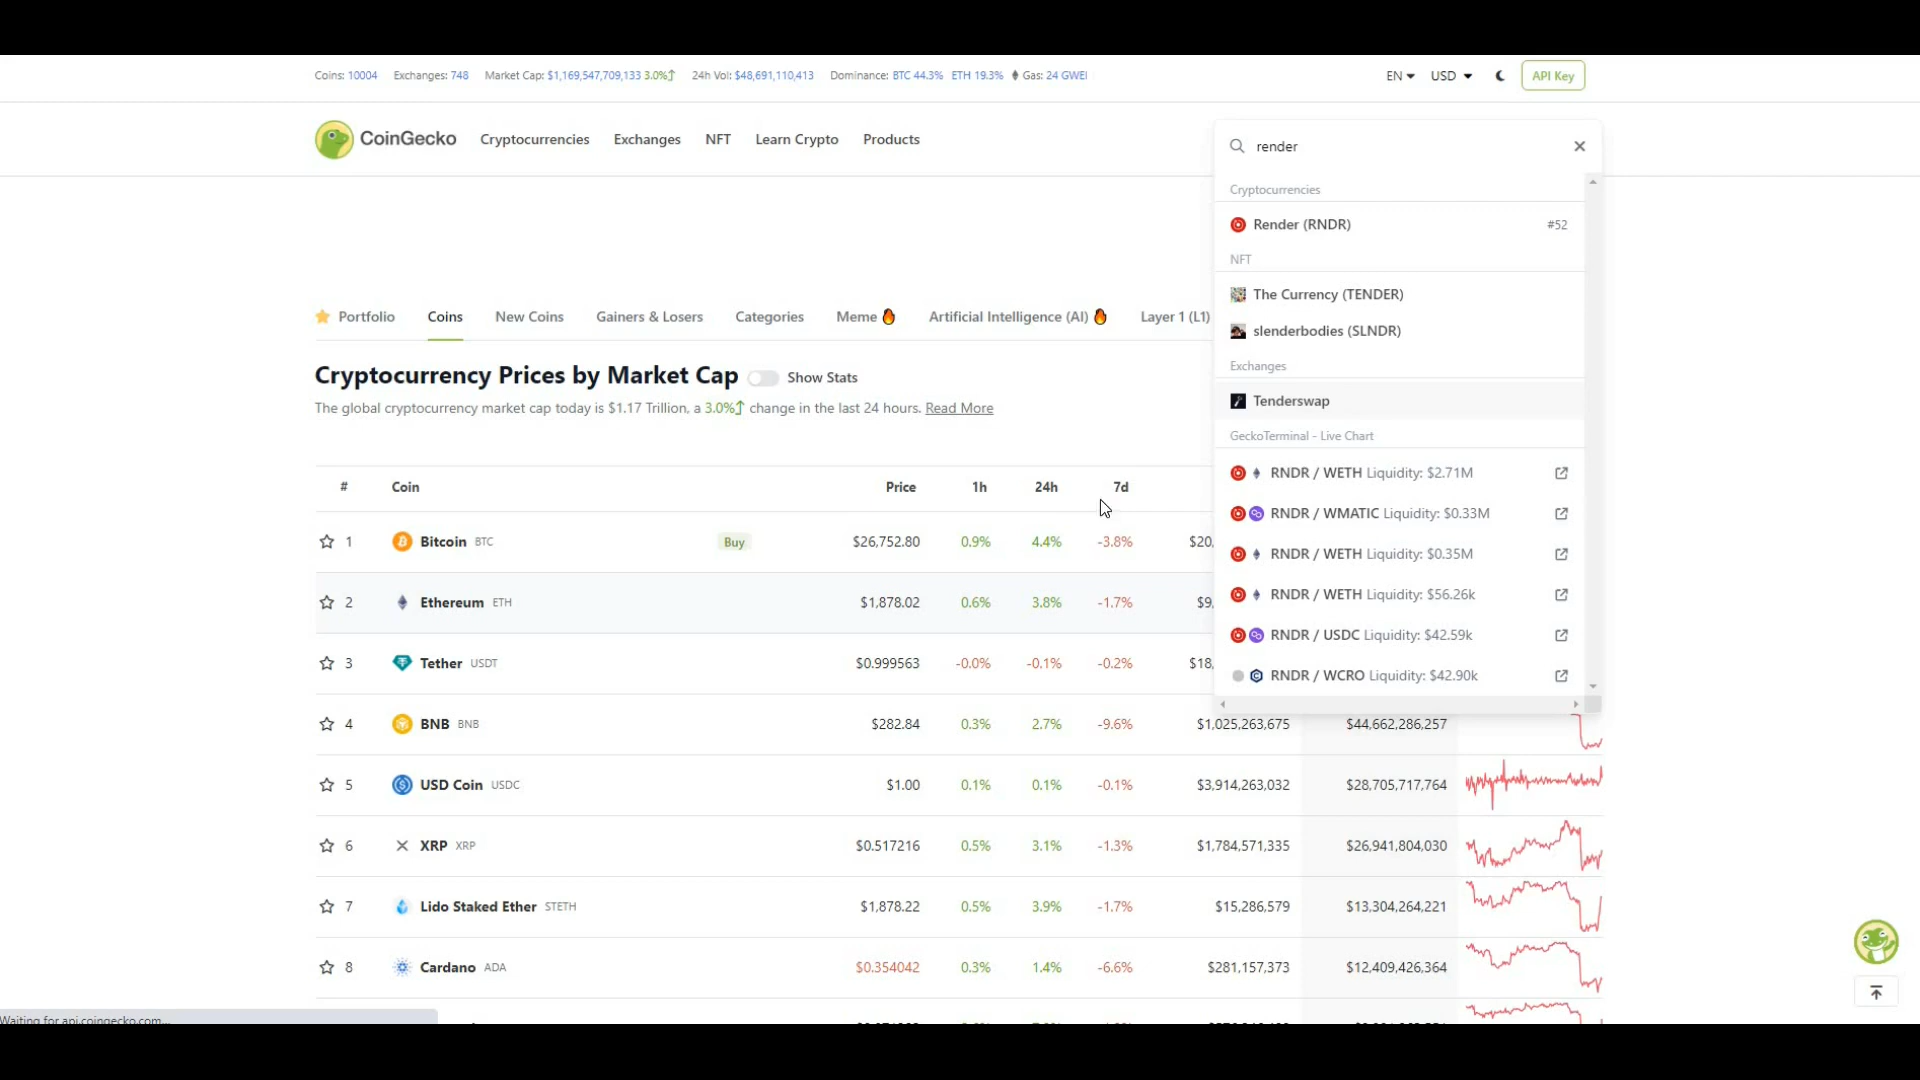 Coins: 10004 Exchanges: 748 Market Cap: $1,169,547,709,133 3.0% 24h Vol: $48,691,110,413 Dominance: BTC 44.3% ETH 19.3% Gas: 24 GWEI EN USD API Key
CoinGecko Cryptocurrencies Exchanges NFT Learn Crypto Products
render
Cryptocurrencies
Render (RNDR) #52
NFT
The Currency (TENDER)
slenderbodies (SLNDR)
Exchanges
Tenderswap
GeckoTerminal - Live Chart
RNDR / WETH Liquidity: $2.71M
RNDR / WMATIC Liquidity: $0.33M
RNDR / WETH Liquidity: $0.35M
RNDR / WETH Liquidity: $56.26k
RNDR / USDC Liquidity: $42.59k
RNDR / WCRO Liquidity: $42.90k
Portfolio Coins New Coins Gainers & Losers Categories Meme Artificial Intelligence (AI) Layer 1 (L1)
Cryptocurrency Prices by Market Cap Show Stats
The global cryptocurrency market cap today is $1.17 Trillion, a 3.0% change in the last 24 hours. Read More
# Coin Price 1h 24h 7d
1 Bitcoin BTC Buy $26,752.80 0.9% 4.4% -3.8% $20,
2 Ethereum ETH $1,878.02 0.6% 3.8% -1.7% $9,
3 Tether USDT $0.999563 -0.0% -0.1% -0.2% $18,
4 BNB BNB $282.84 0.3% 2.7% -9.6% $1,025,263,675 $44,662,286,257
5 USD Coin USDC $1.00 0.1% 0.1% -0.1% $3,914,263,032 $28,705,717,764
6 XRP XRP $0.517216 0.5% 3.1% -1.3% $1,784,571,335 $26,941,804,030
7 Lido Staked Ether STETH $1,878.22 0.5% 3.9% -1.7% $15,286,579 $13,304,264,221
8 Cardano ADA $0.354042 0.3% 1.4% -6.6% $281,157,373 $12,409,426,364
Waiting for api.coingecko.com...